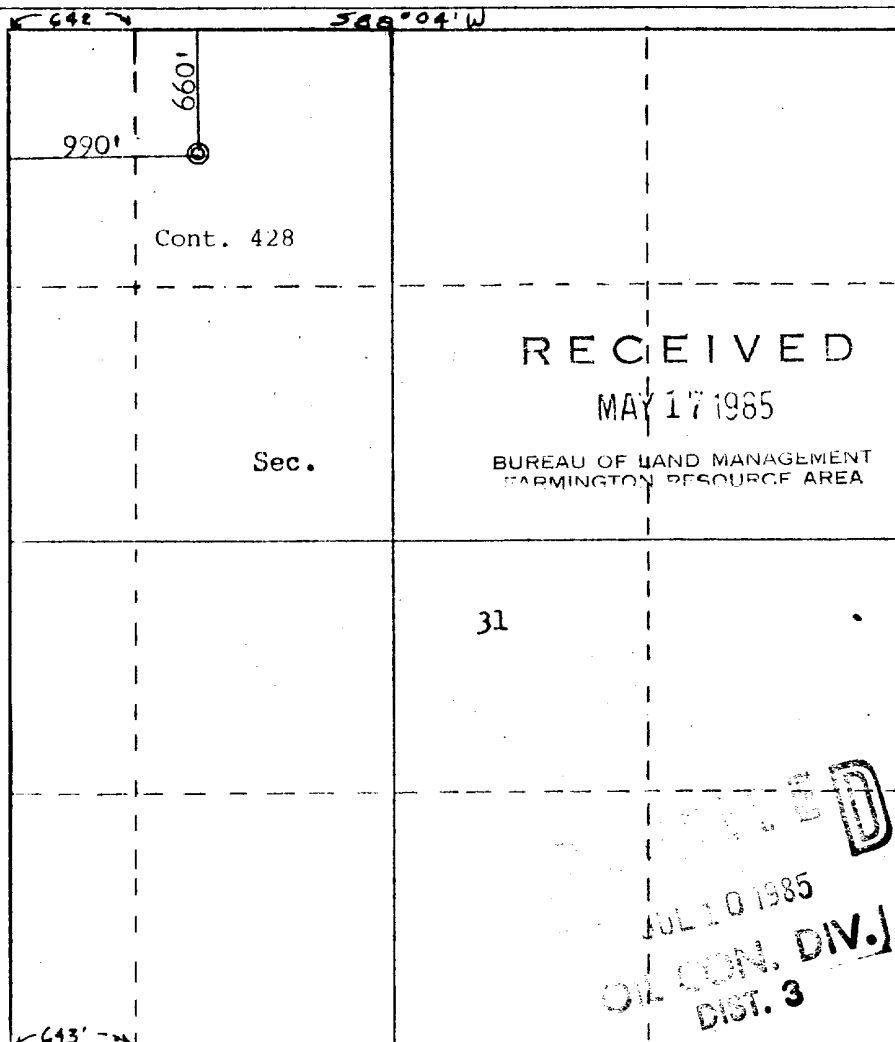 642 S88°04'W
660'
990'
Cont. 428
RECEIVED
MAY 17 1985
Sec.
BUREAU OF LAND MANAGEMENT
FARMINGTON RESOURCE AREA
31
JUL 10 1985
OIL CON. DIV.
DIST. 3
643'